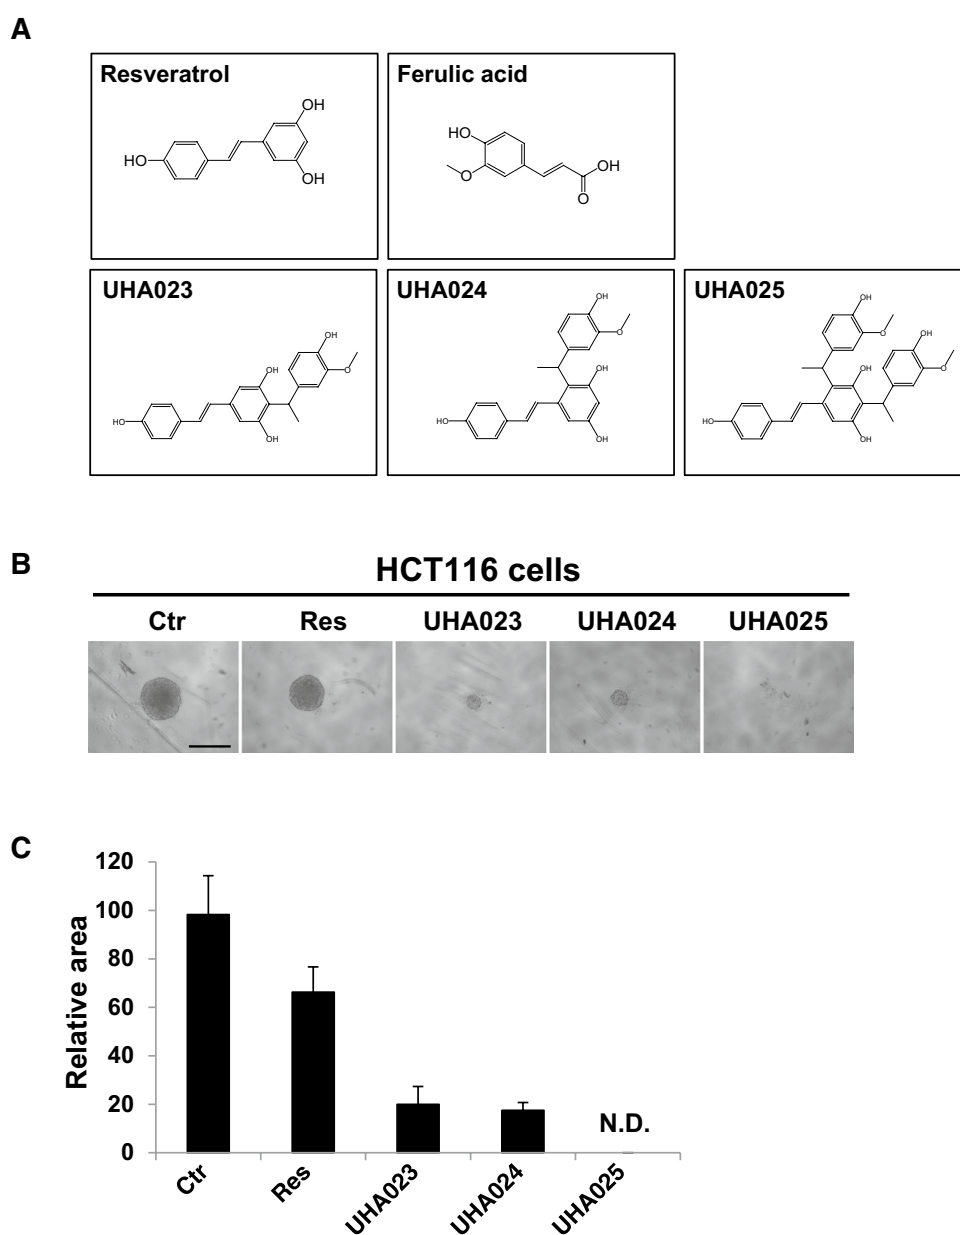 A
Resveratrol
OH
HO
OH
Ferulic acid
HO
O
OH
O
UHA023
OH
O
OH
HO
OH
UHA024
OH
O
OH
HO
OH
UHA025
OH
O
OH
OH
O
HO
OH
B
HCT116 cells
Ctr Res UHA023 UHA024 UHA025
C
Relative area
120
100
80
60
40
20
0
N.D.
Ctr Res UHA023 UHA024 UHA025